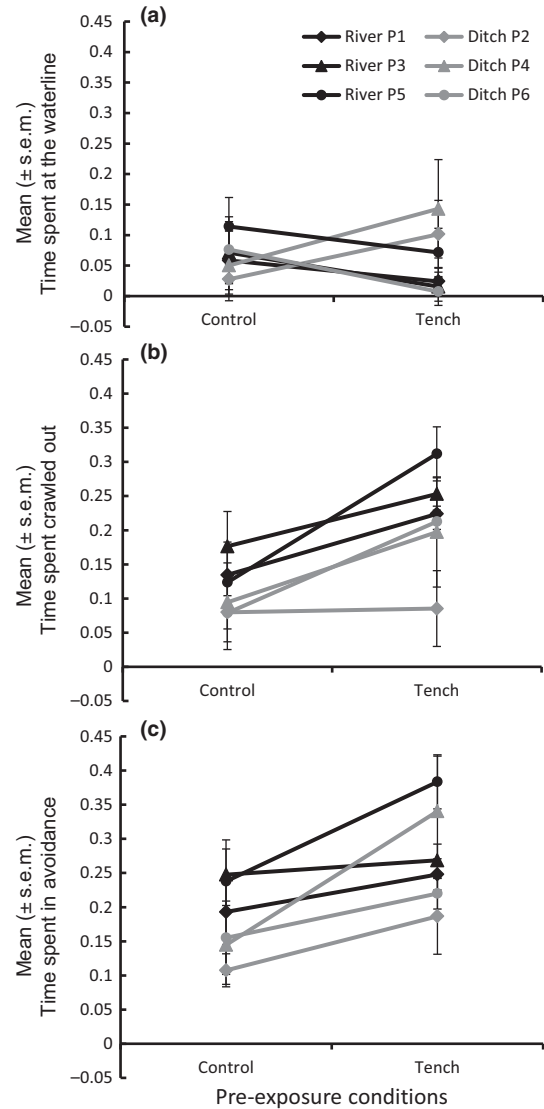 (a)
River P1
Ditch P2
River P3
Ditch P4
River P5
Ditch P6
Mean (± s.e.m.)
Time spent at the waterline
0.45
0.4
0.35
0.3
0.25
0.2
0.15
0.1
0.05
0
–0.05
Control
Tench
(b)
Mean (± s.e.m.)
Time spent crawled out
0.45
0.4
0.35
0.3
0.25
0.2
0.15
0.1
0.05
0
–0.05
Control
Tench
(c)
Mean (± s.e.m.)
Time spent in avoidance
0.45
0.4
0.35
0.3
0.25
0.2
0.15
0.1
0.05
0
–0.05
Control
Tench
Pre-exposure conditions